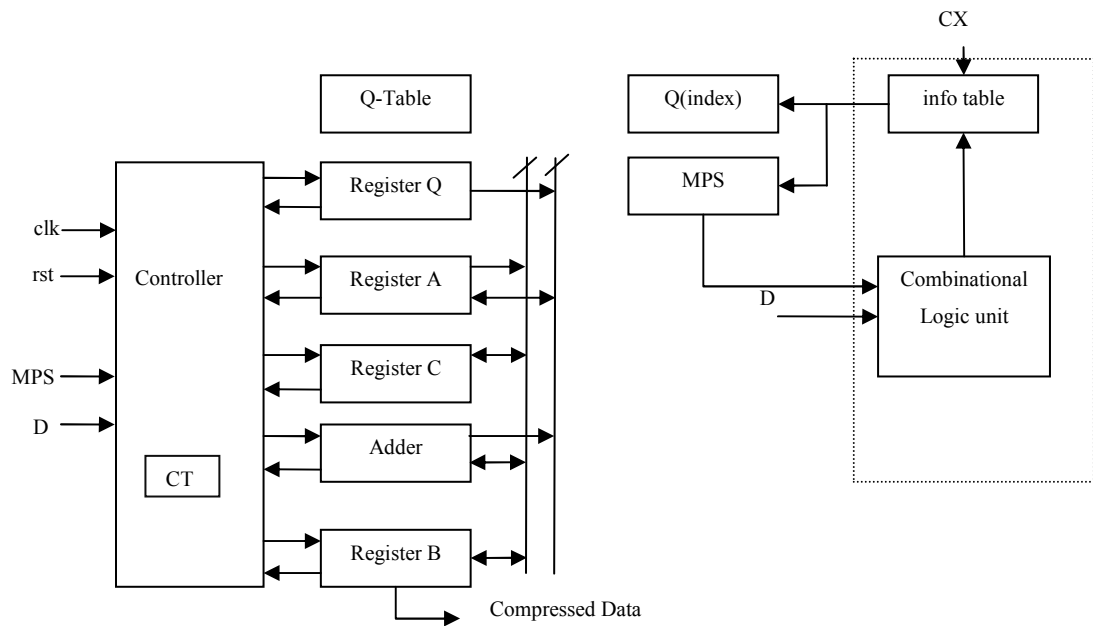 CX
Q-Table
Q(index)
info table
Register Q
MPS
clk
rst
Controller
Register A
Combinational
Logic unit
D
Register C
MPS
D
Adder
CT
Register B
Compressed Data